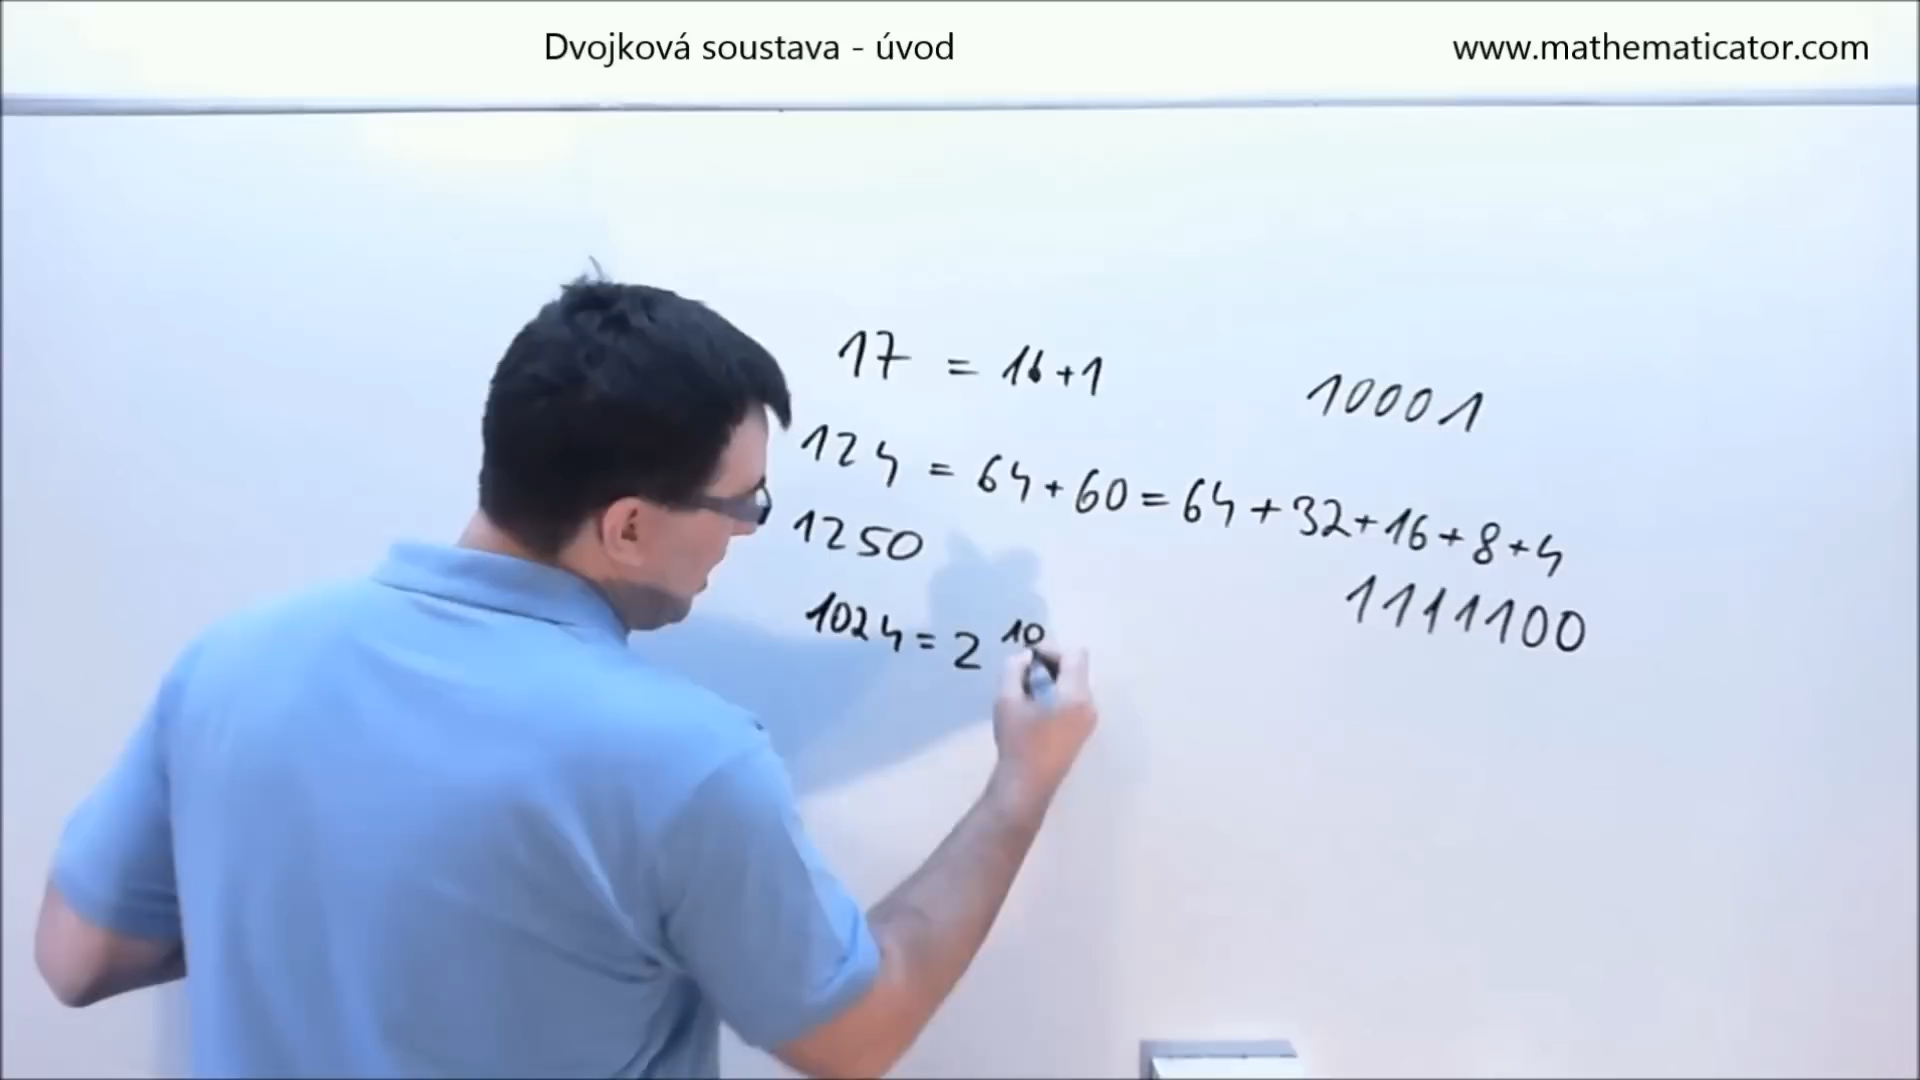 Dvojková soustava - úvod
www.mathematicator.com
17 = 16+1
10001
124 = 64+60 = 64+32+16+8+4
1111100
1250
1024 = 2^10